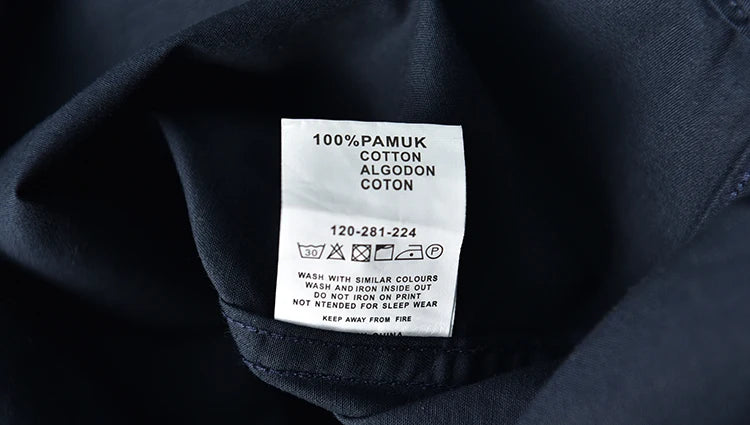 100%PAMUK
COTTON
ALGODON
COTON
120-281-224
30 P
WASH WITH SIMILAR COLOURS
WASH AND IRON INSIDE OUT
DO NOT IRON ON PRINT
NOT NTENDED FOR SLEEP WEAR
KEEP AWAY FROM FIRE
CHINA